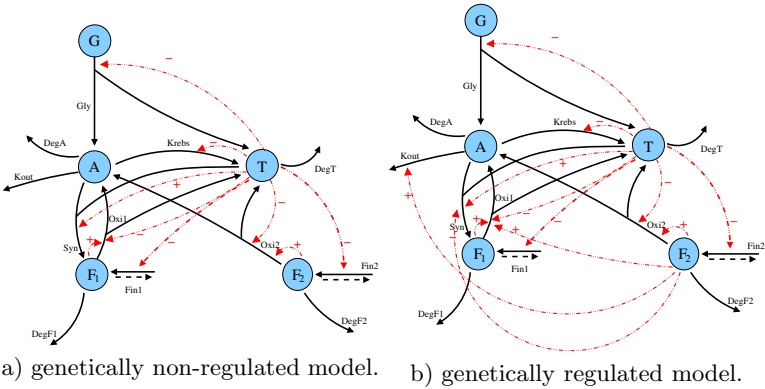 G
−
Gly
DegA
Krebs
−
Kout
A
T
DegT
+
−
−
Oxi1
−
Syn
+
−
Oxi2
+
F1
Fin1
F2
Fin2
DegF1
DegF2
a) genetically non-regulated model.
G
−
Gly
DegA
Krebs
−
Kout
A
T
DegT
+
+
−
−
Oxi1
−
Syn
+
−
+
Oxi2
+
−
F1
Fin1
F2
Fin2
DegF1
DegF2
b) genetically regulated model.